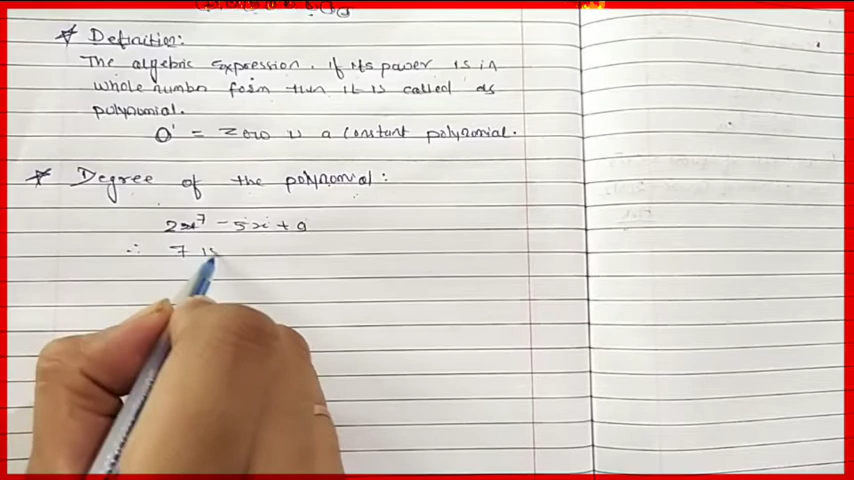 * Definition:
The algebric expression. if its power is in
whole number form then it is called as
polynomial.
0' = Zero is a constant polynomial.
* Degree of the polynomial:
2x⁷ - 5x + 9
∴ 7 is